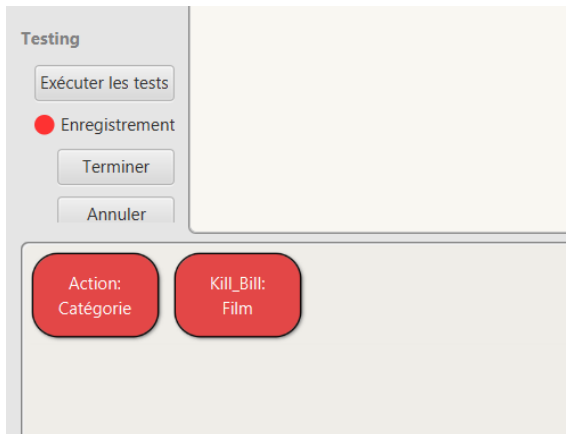 Testing
Exécuter les tests
Enregistrement
Terminer
Annuler
Action:
Catégorie
Kill_Bill:
Film